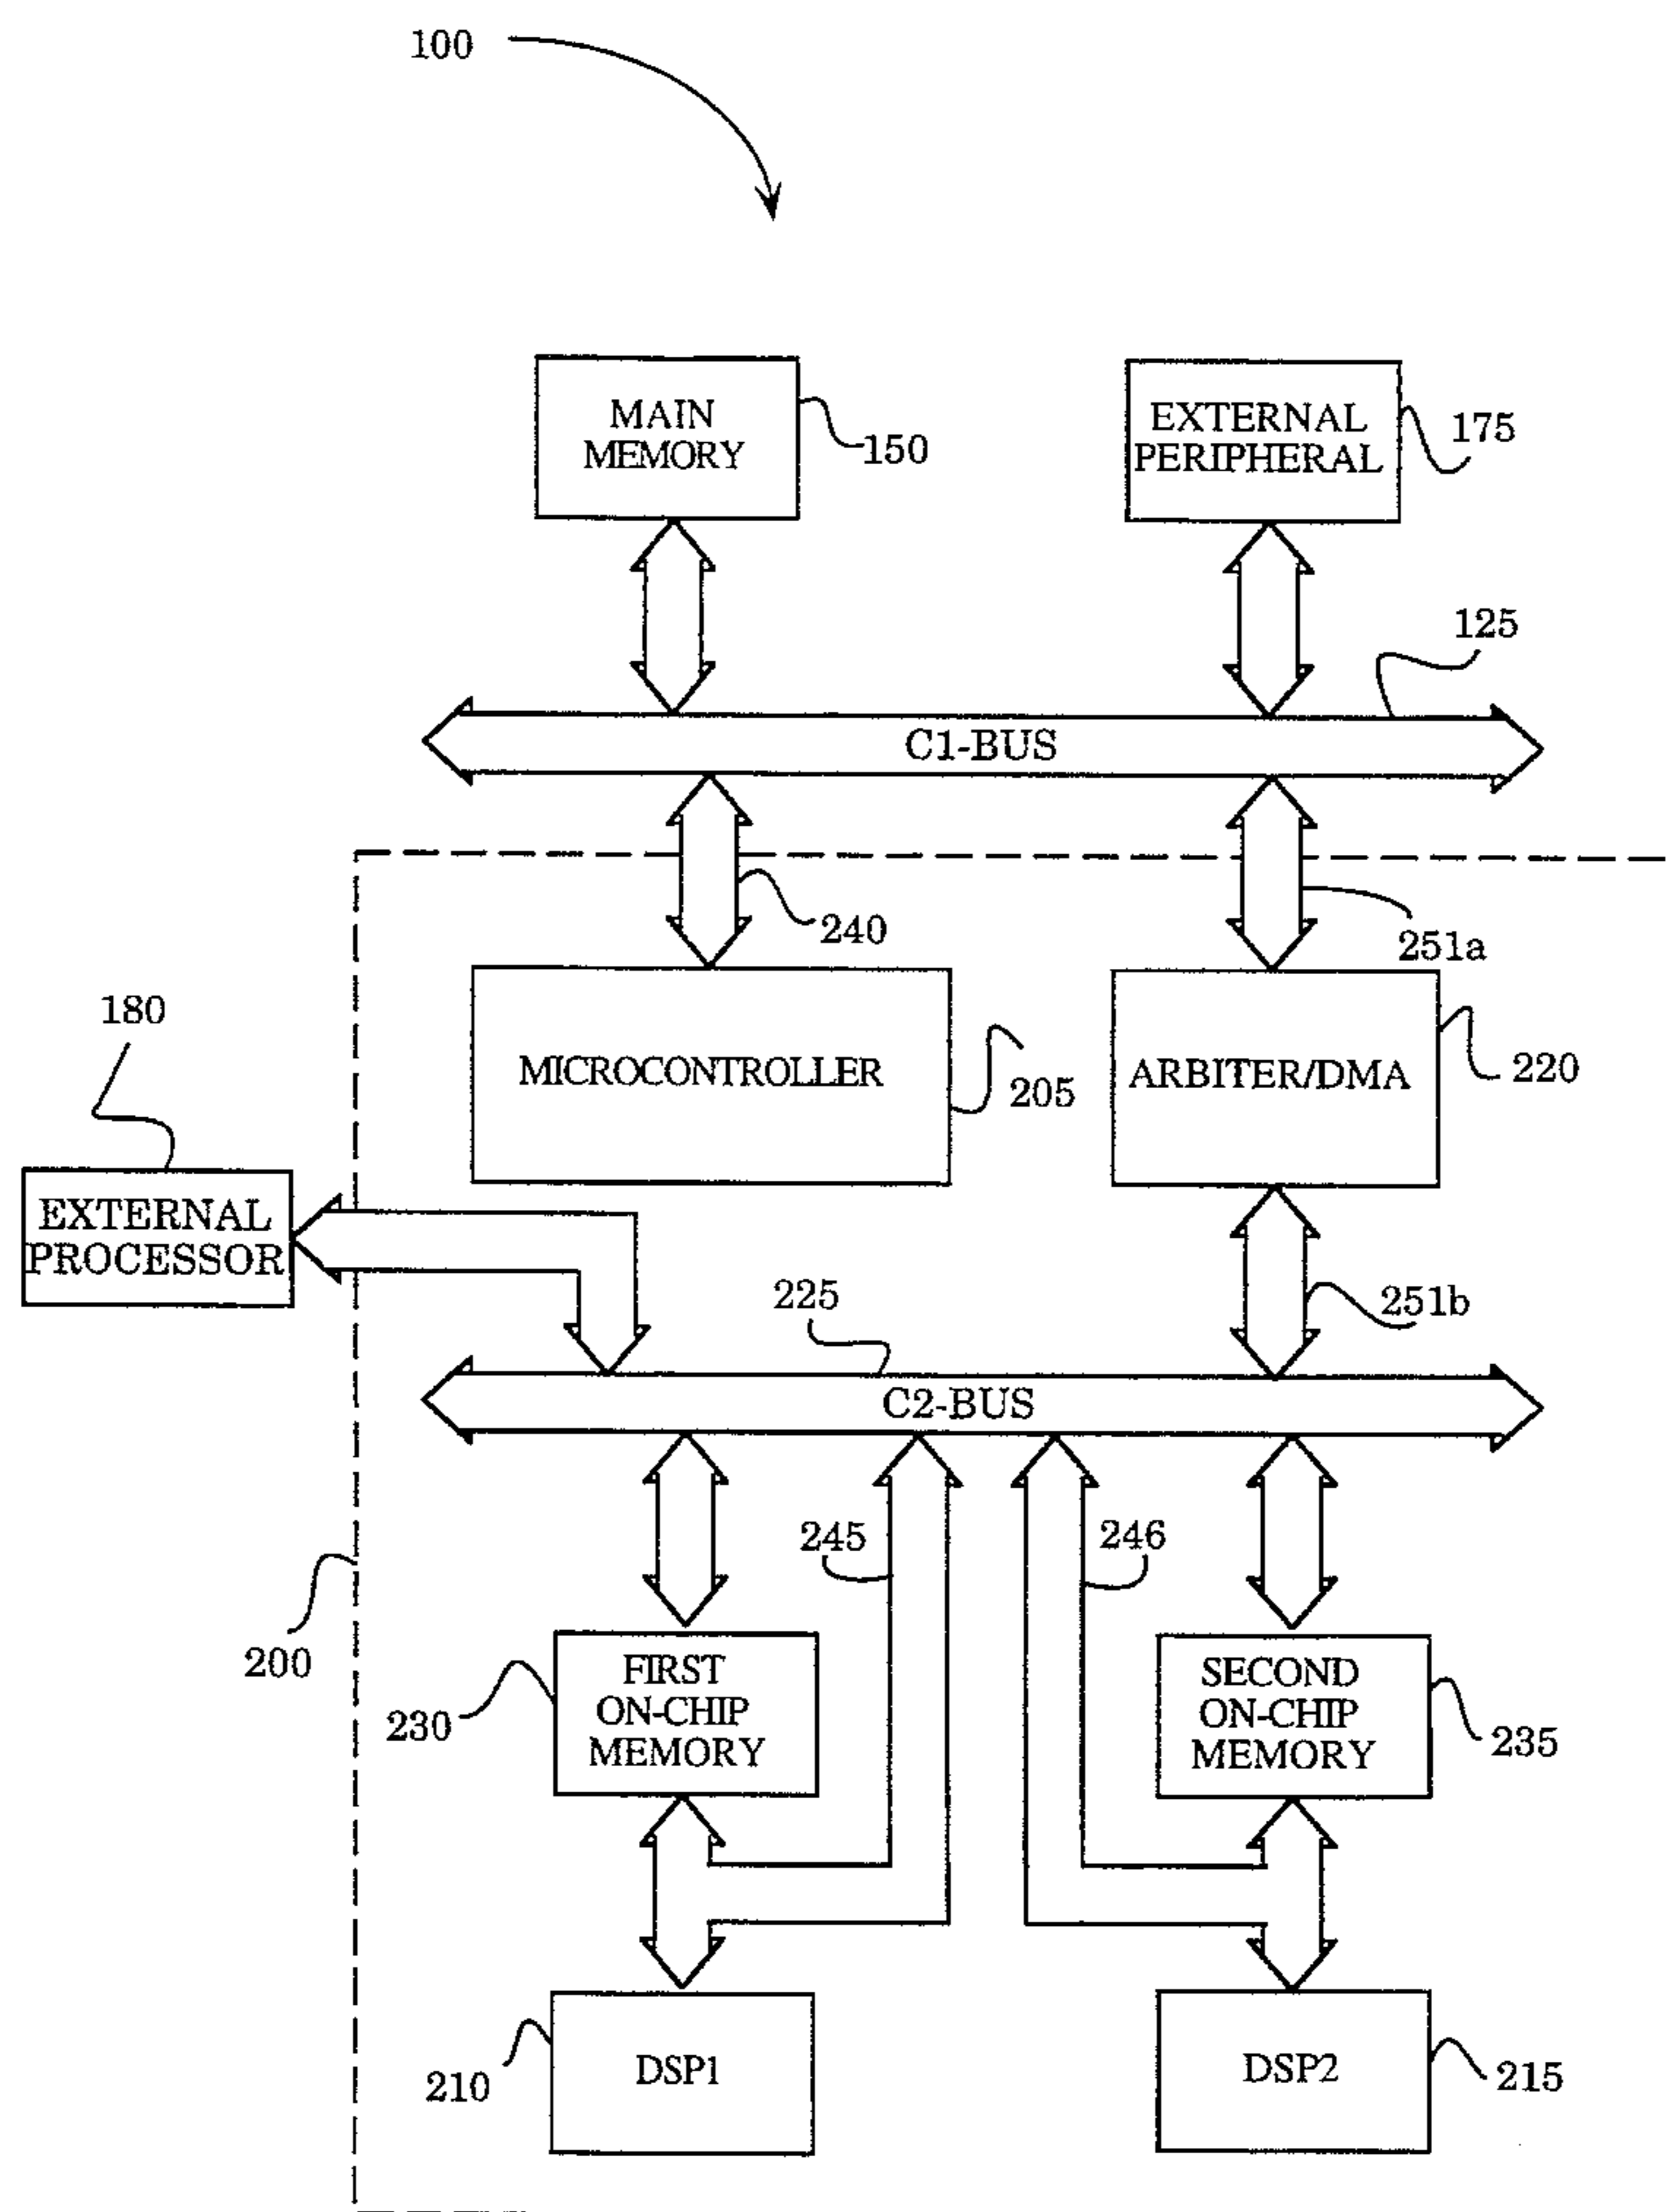 100
MAIN
MEMORY
150
EXTERNAL
PERIPHERAL
175
125
C1-BUS
240
251a
180
MICROCONTROLLER
205
ARBITER/DMA
220
EXTERNAL
PROCESSOR
225
251b
C2-BUS
245
246
200
230
FIRST
ON-CHIP
MEMORY
SECOND
ON-CHIP
MEMORY
235
210
DSP1
DSP2
215